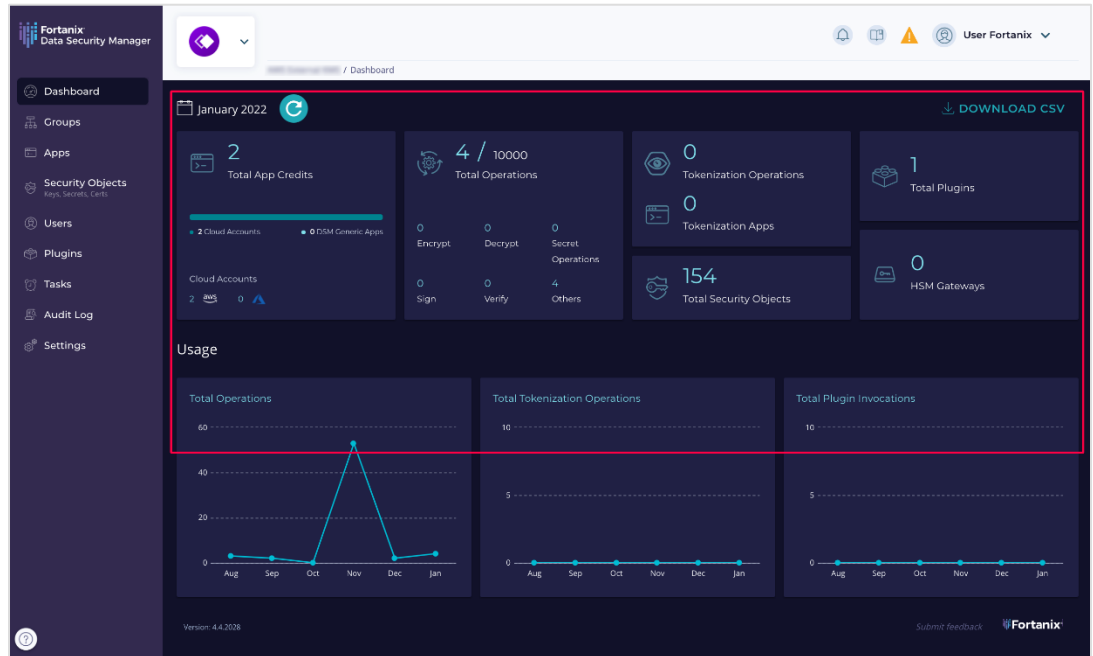 Fortanix
Data Security Manager
User Fortanix
/ Dashboard
Dashboard
Groups
Apps
Security Objects
Keys, Secrets, Certs
Users
Plugins
Tasks
Audit Log
Settings
January 2022
DOWNLOAD CSV
2
Total App Credits
2 Cloud Accounts
0 DSM Generic Apps
Cloud Accounts
2 aws 0
4 / 10000
Total Operations
0 0 0
Encrypt Decrypt Secret
Operations
0 0 4
Sign Verify Others
0
Tokenization Operations
0
Tokenization Apps
154
Total Security Objects
1
Total Plugins
0
HSM Gateways
Usage
Total Operations
60
40
20
0
Aug Sep Oct Nov Dec Jan
Total Tokenization Operations
10
5
0
Aug Sep Oct Nov Dec Jan
Total Plugin Invocations
10
5
0
Aug Sep Oct Nov Dec Jan
Version: 4.4.2028
Submit feedback
Fortanix
?